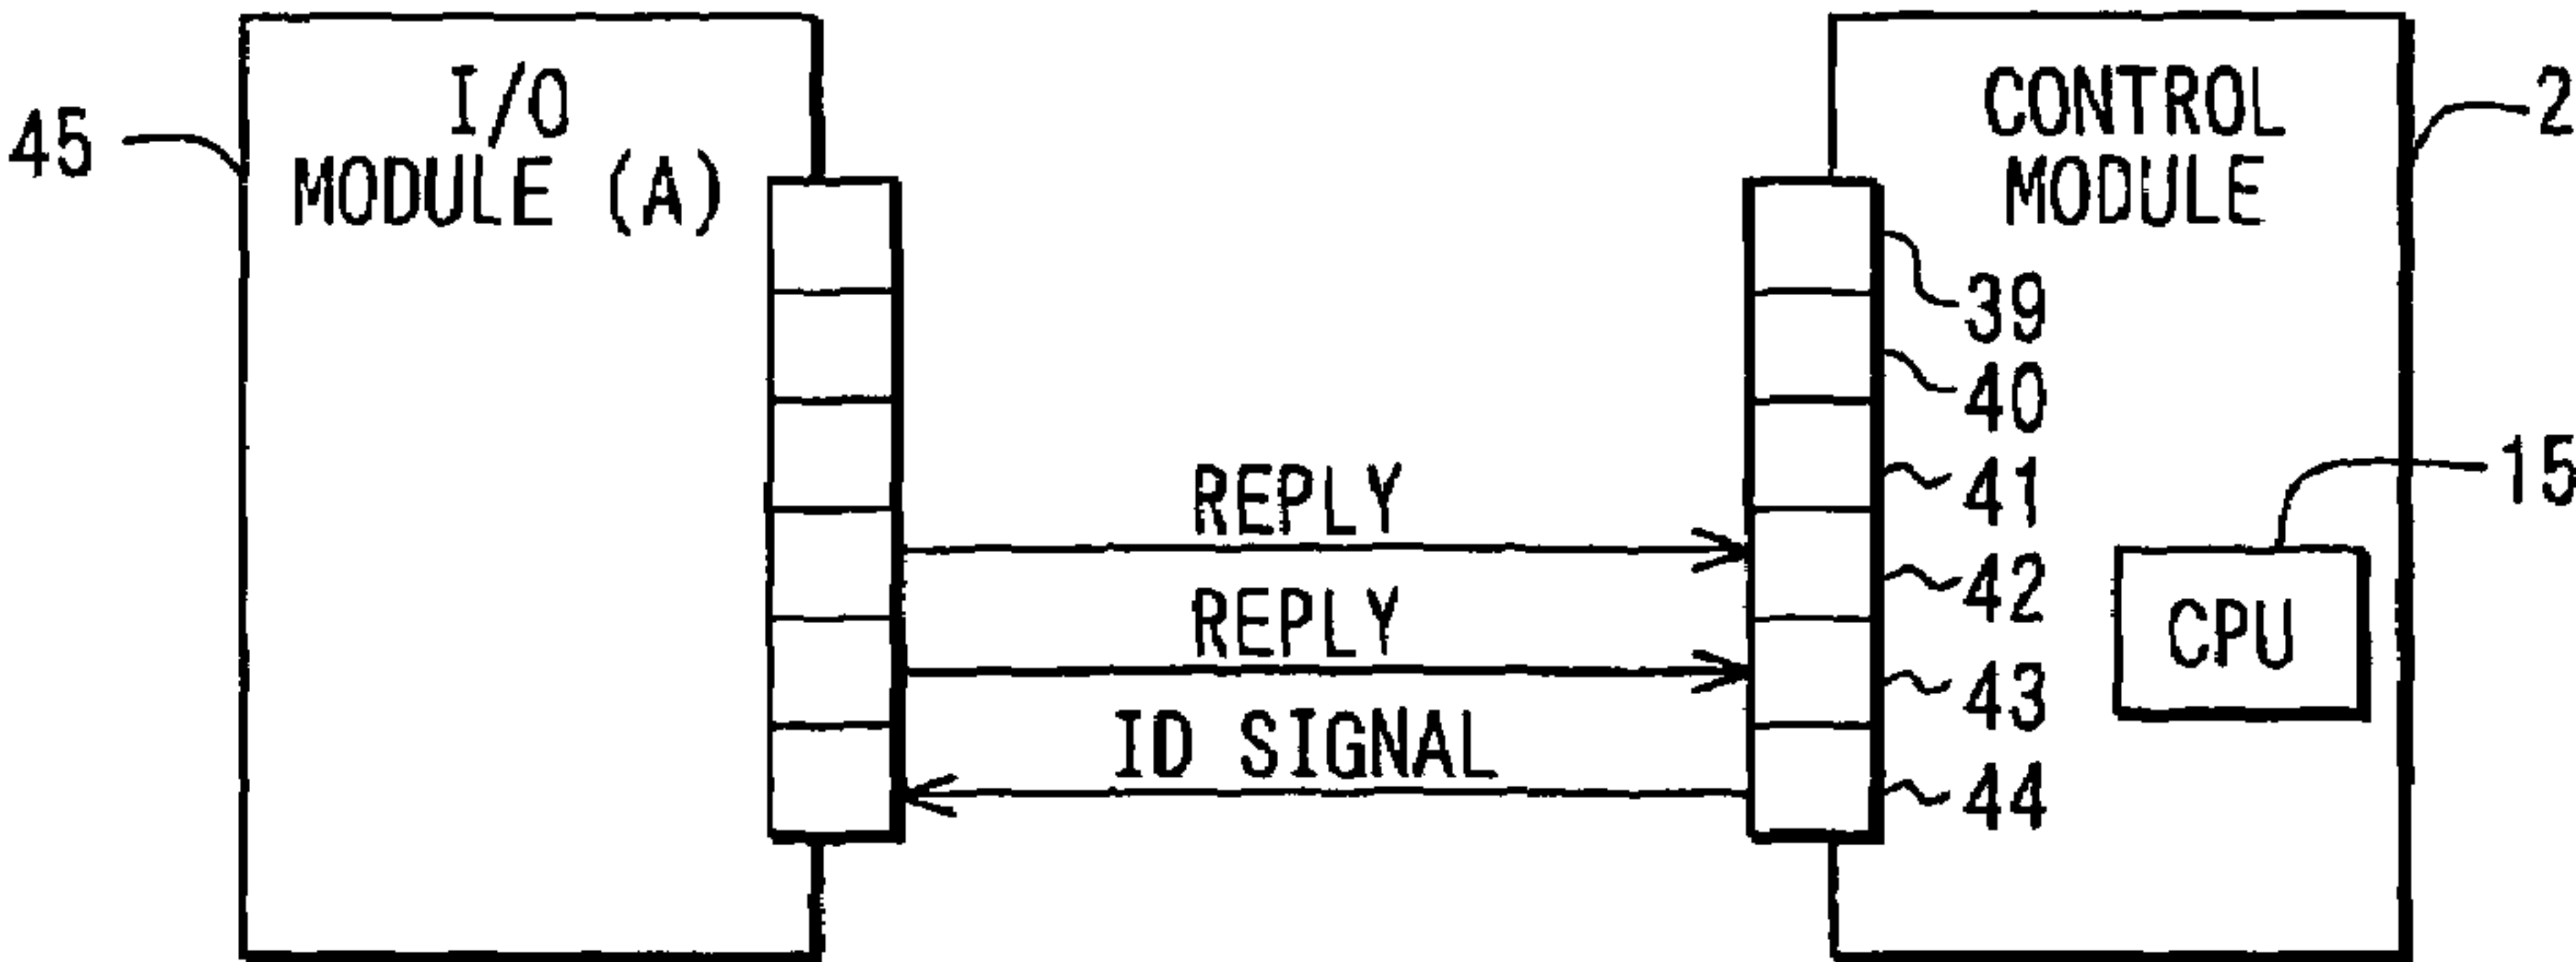 I/O
MODULE (A)
CONTROL
MODULE
45
2
39
40
REPLY
41
15
42
REPLY
CPU
43
ID SIGNAL
44